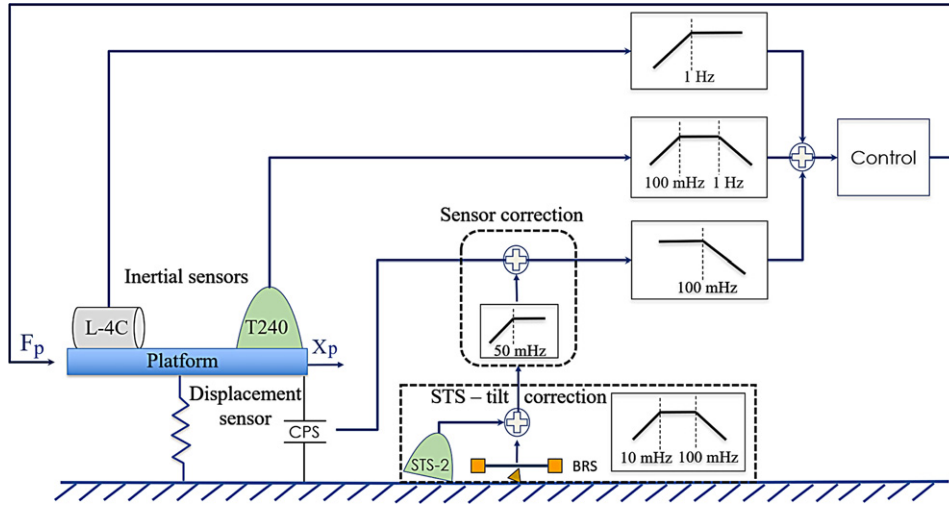 1 Hz
100 mHz 1 Hz
Control
Sensor correction
Inertial sensors
100 mHz
L-4C
T240
50 mHz
Fp
Platform
Xp
Displacement
sensor
STS – tilt correction
CPS
STS-2
BRS
10 mHz 100 mHz